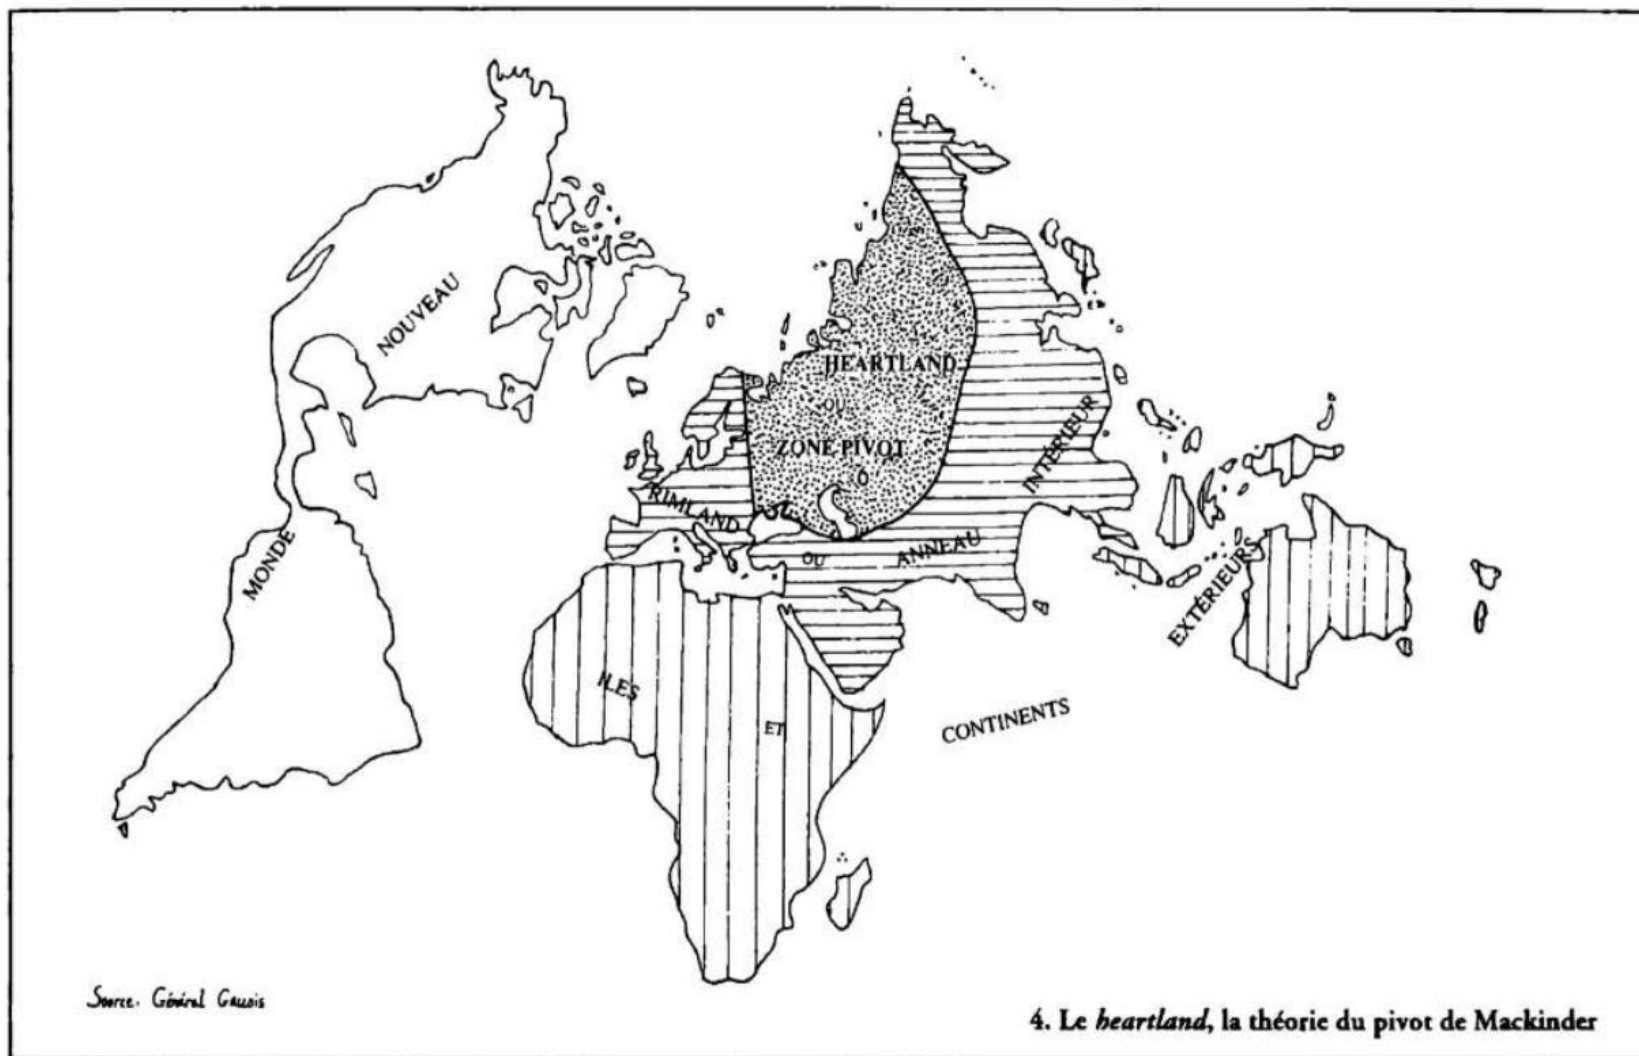 NOUVEAU
MONDE
HEARTLAND
OU
ZONE PIVOT
RIMLAND
OU
ANNEAU
INTÉRIEUR
ILES
ET
CONTINENTS
EXTÉRIEURS
Source. Général Gallois
4. Le heartland, la théorie du pivot de Mackinder